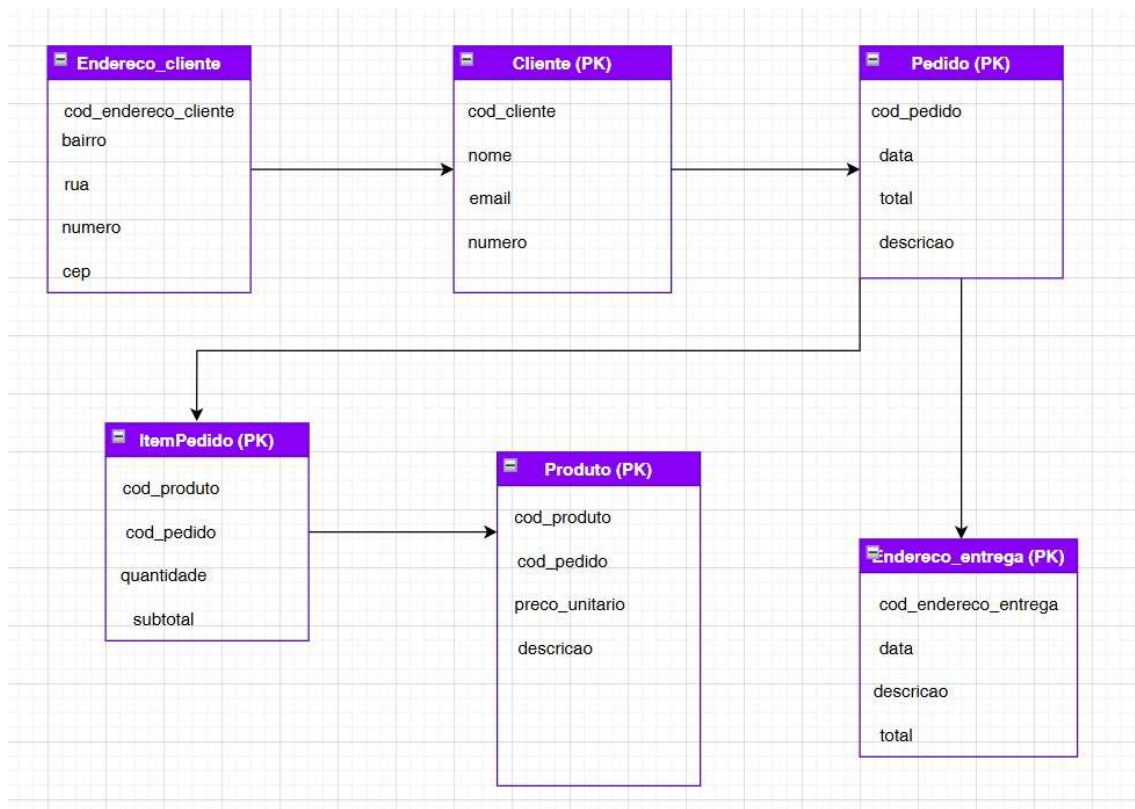 Endereco_cliente
cod_endereco_cliente
bairro
rua
numero
cep
Cliente (PK)
cod_cliente
nome
email
numero
Pedido (PK)
cod_pedido
data
total
descricao
ItemPedido (PK)
cod_produto
cod_pedido
quantidade
subtotal
Produto (PK)
cod_produto
cod_pedido
preco_unitario
descricao
Endereco_entrega (PK)
cod_endereco_entrega
data
descricao
total